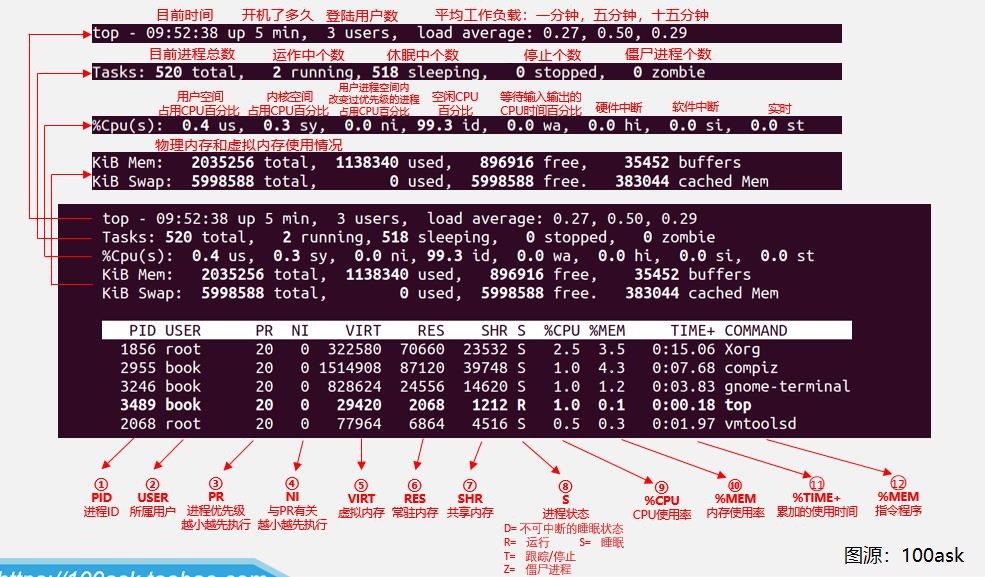 目前时间 开机了多久 登陆用户数 平均工作负载：一分钟，五分钟，十五分钟
top - 09:52:38 up 5 min, 3 users, load average: 0.27, 0.50, 0.29
目前进程总数 运行中个数 休眠中个数 停止个数 僵尸进程个数
Tasks: 520 total, 2 running, 518 sleeping, 0 stopped, 0 zombie
用户进程空间内
用户空间 内核空间 改变过优先级的进程 空闲CPU 等待输入输出的
占用CPU百分比 占用CPU百分比 占用CPU百分比 百分比 CPU时间百分比 硬件中断 软件中断 实时
%Cpu(s): 0.4 us, 0.3 sy, 0.0 ni, 99.3 id, 0.0 wa, 0.0 hi, 0.0 si, 0.0 st
物理内存和虚拟内存使用情况
KiB Mem: 2035256 total, 1138340 used, 896916 free, 35452 buffers
KiB Swap: 5998588 total, 0 used, 5998588 free. 383044 cached Mem
top - 09:52:38 up 5 min, 3 users, load average: 0.27, 0.50, 0.29
Tasks: 520 total, 2 running, 518 sleeping, 0 stopped, 0 zombie
%Cpu(s): 0.4 us, 0.3 sy, 0.0 ni, 99.3 id, 0.0 wa, 0.0 hi, 0.0 si, 0.0 st
KiB Mem: 2035256 total, 1138340 used, 896916 free, 35452 buffers
KiB Swap: 5998588 total, 0 used, 5998588 free. 383044 cached Mem
PID USER PR NI VIRT RES SHR S %CPU %MEM TIME+ COMMAND
1856 root 20 0 322580 70660 23532 S 2.5 3.5 0:15.06 Xorg
2955 book 20 0 1514908 87120 39748 S 1.0 4.3 0:07.68 compiz
3246 book 20 0 828624 24556 14620 S 1.0 1.2 0:03.83 gnome-terminal
3489 book 20 0 29420 2068 1212 R 1.0 0.1 0:00.18 top
2068 root 20 0 77964 6864 4516 S 0.5 0.3 0:01.97 vmtoolsd
① ② ③ ④ ⑤ ⑥ ⑦ ⑧ ⑨ ⑩ ⑪ ⑫
PID USER PR NI VIRT RES SHR S %CPU %MEM %TIME+ %MEM
进程ID 所属用户 进程优先级 与PR有关 虚拟内存 常驻内存 共享内存 进程状态 CPU使用率 内存使用率 累加的使用时间 指令程序
越小越先执行 越小越先执行
D= 不可中断的睡眠状态
R= 运行 S= 睡眠
T= 跟踪/停止
Z= 僵尸进程
图源：100ask
https://100ask.taobao.com